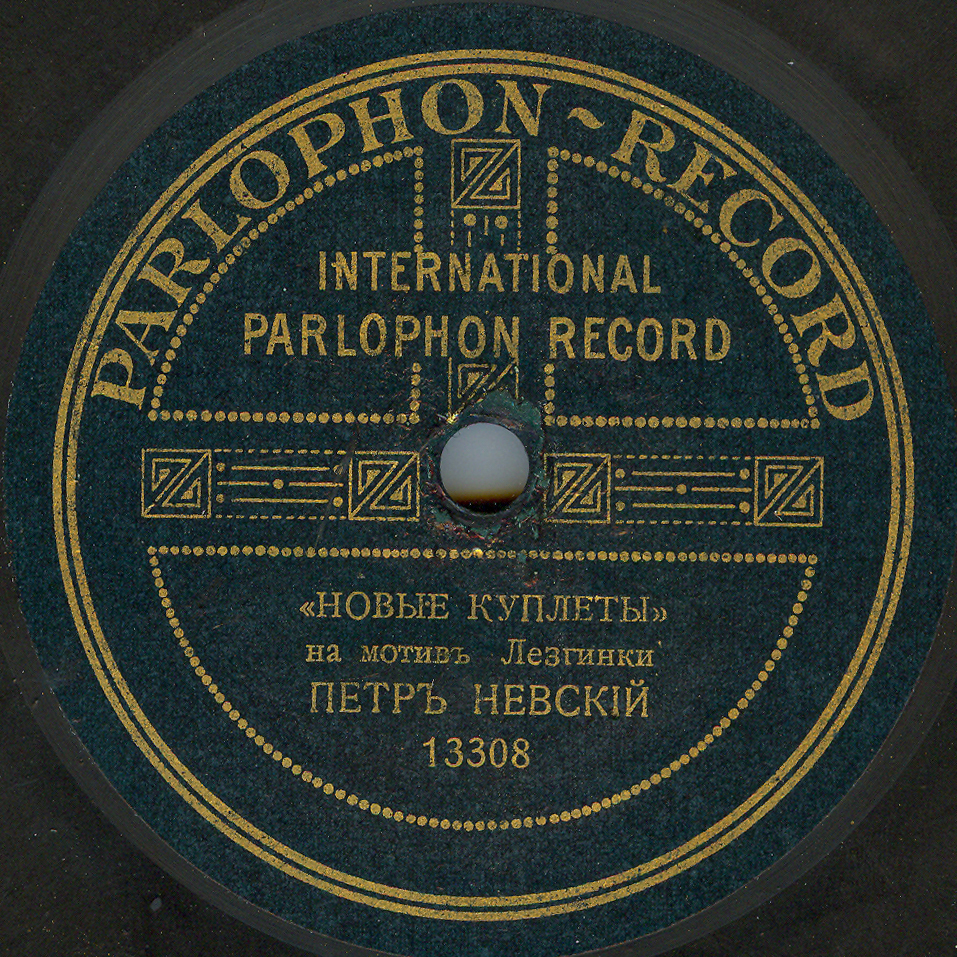 PARLOPHON ~ RECORD
INTERNATIONAL
PARLOPHON RECORD
«НОВЫЕ КУПЛЕТЫ»
на мотивъ Лезгинки
ПЕТРЪ НЕВСКІЙ
13308